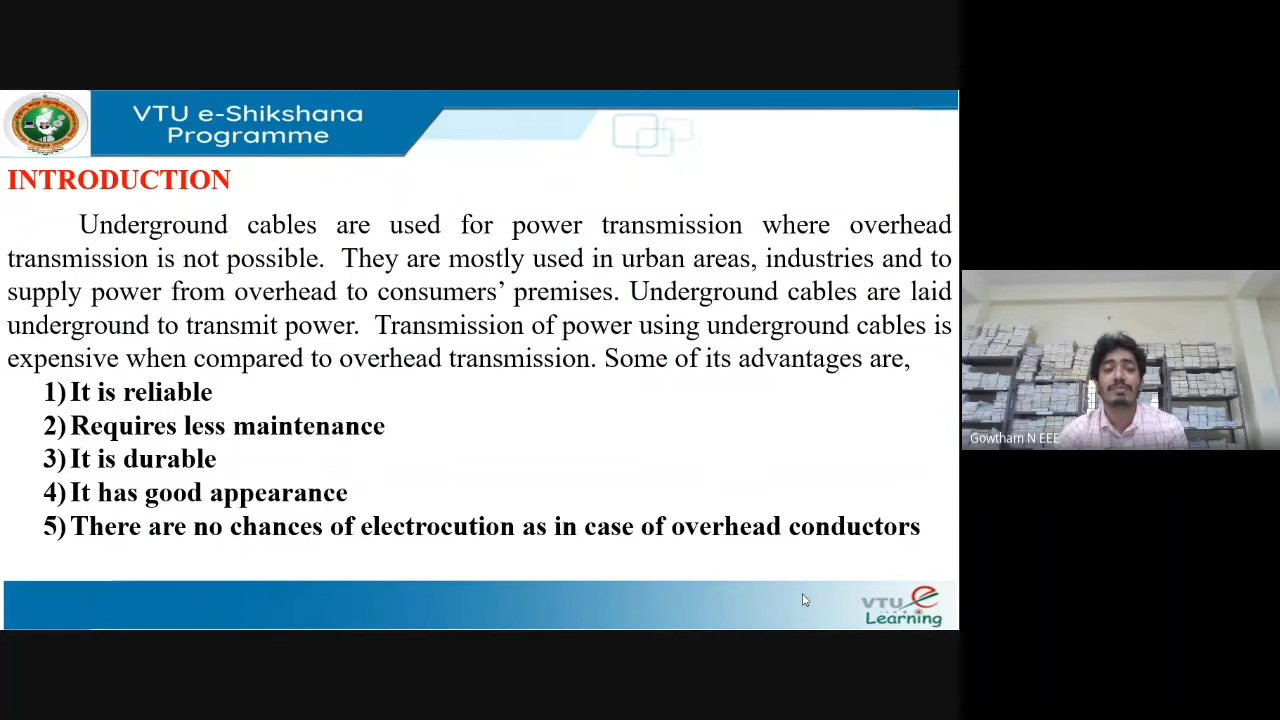 VTU e-Shikshana
Programme
INTRODUCTION
Underground cables are used for power transmission where overhead
transmission is not possible. They are mostly used in urban areas, industries and to
supply power from overhead to consumers’ premises. Underground cables are laid
underground to transmit power. Transmission of power using underground cables is
expensive when compared to overhead transmission. Some of its advantages are,
1) It is reliable
2) Requires less maintenance
3) It is durable
4) It has good appearance
5) There are no chances of electrocution as in case of overhead conductors
Gowtham N EEE
VTU e
Learning